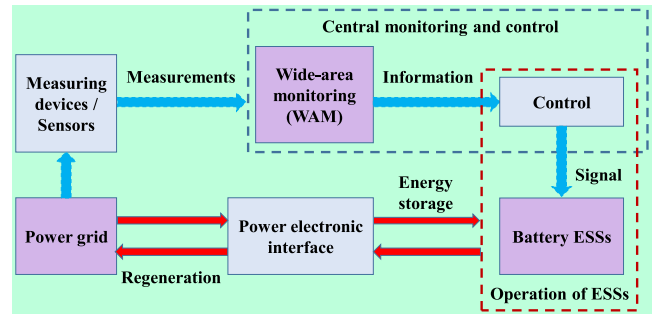 Central monitoring and control
Measuring
devices /
Sensors
Measurements
Wide-area
monitoring
(WAM)
Information
Control
Signal
Power grid
Regeneration
Power electronic
interface
Energy
storage
Battery ESSs
Operation of ESSs